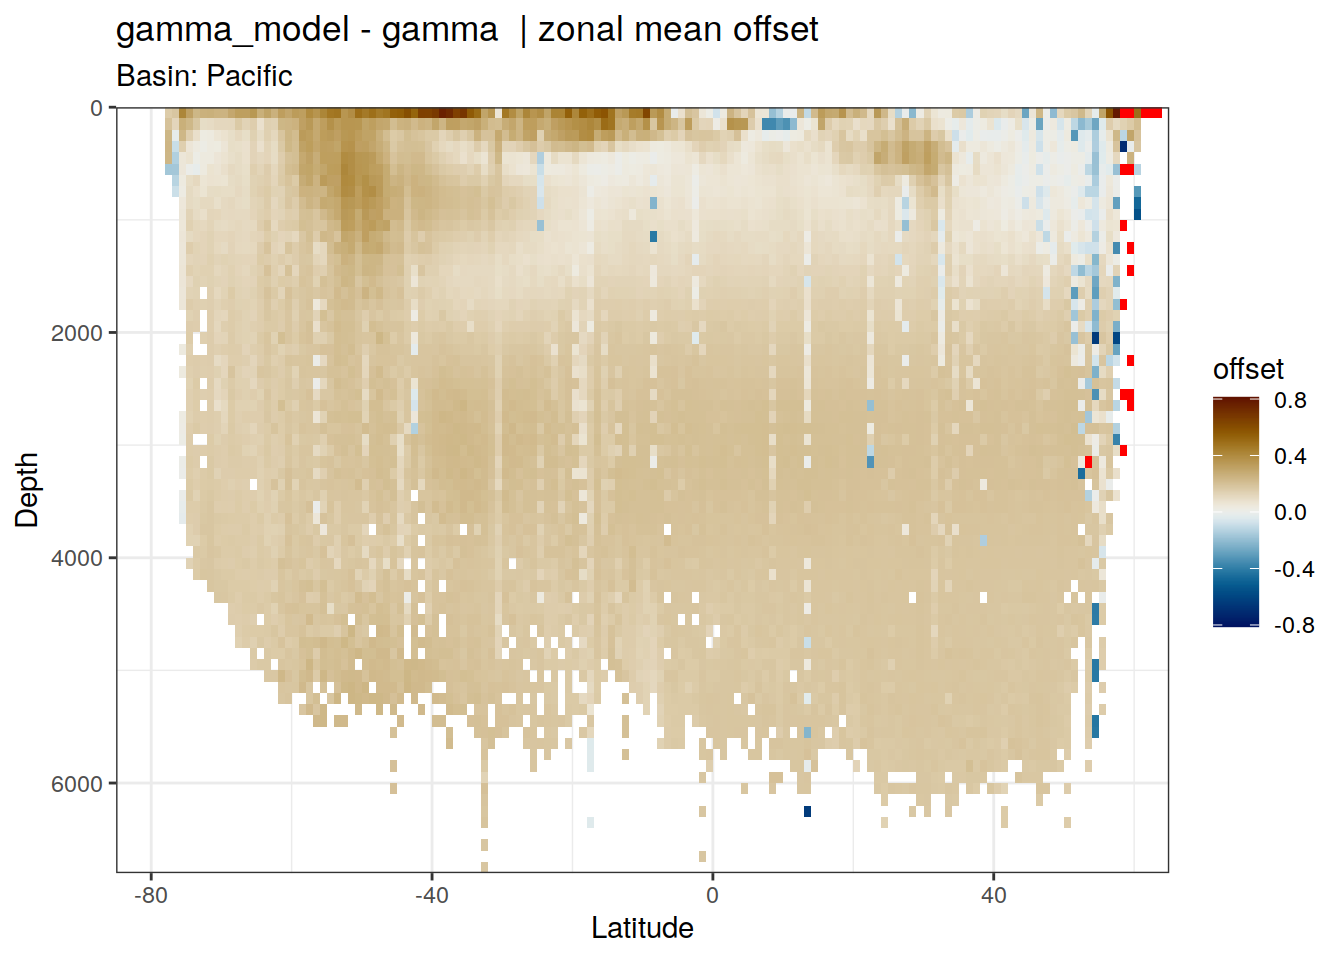 gamma_model - gamma  | zonal mean offset
Basin: Pacific
0
2000
4000
6000
Depth
-80
-40
0
40
Latitude
offset
0.8
0.4
0.0
-0.4
-0.8